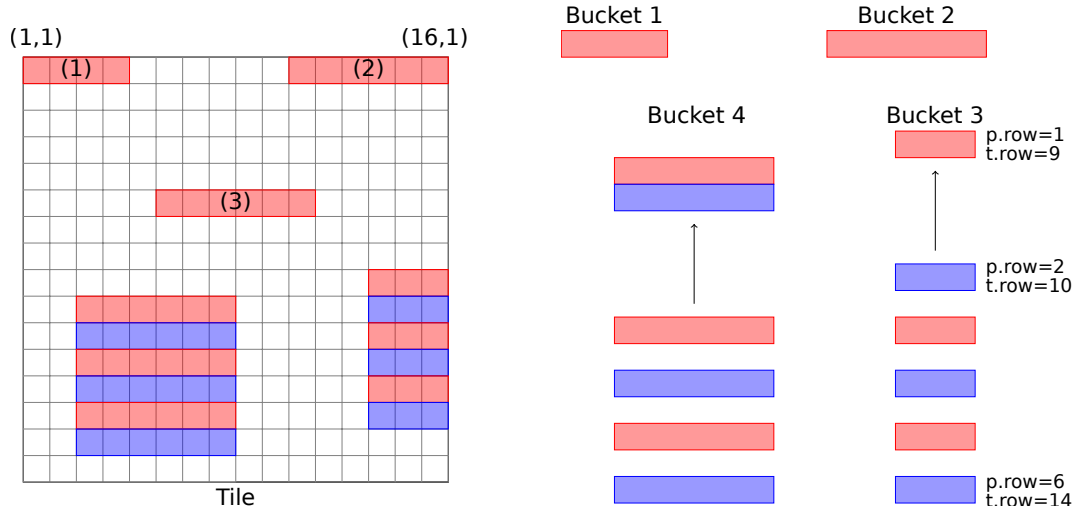 (1,1)
(16,1)
(1)
(2)
(3)
Tile
Bucket 1
Bucket 2
Bucket 4
Bucket 3
p.row=1
t.row=9
p.row=2
t.row=10
p.row=6
t.row=14